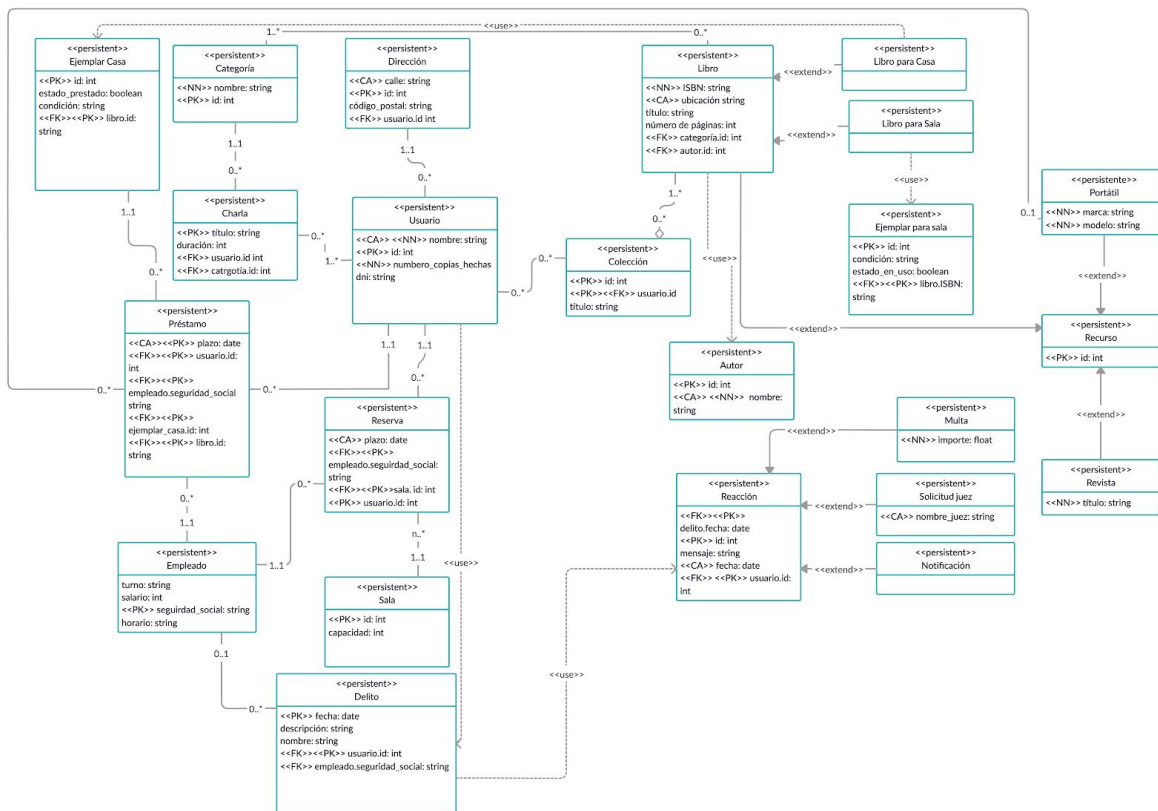 <<use>>
1..*
0..*
<<persistent>>
Ejemplar Casa
<<PK>> id: int
estado_prestado: boolean
condición: string
<<FK>><<PK>> libro.id:
string
<<persistent>>
Categoría
<<NN>> nombre: string
<<PK>> id: int
<<persistent>>
Dirección
<<CA>> calle: string
<<PK>> id: int
código_postal: string
<<FK>> usuario.id int
<<persistent>>
Libro
<<NN>> ISBN: string
<<CA>> ubicación string
título: string
número de páginas: int
<<FK>> categoría.id: int
<<FK>> autor.id: int
<<extend>>
<<persistent>>
Libro para Casa
<<extend>>
<<persistent>>
Libro para Sala
<<use>>
1..1
0..*
1..1
0..*
1..1
0..*
1..*
0..*
<<persistente>>
Portátil
<<NN>> marca: string
<<NN>> modelo: string
0..1
<<persistent>>
Charla
<<PK>> título: string
duración: int
<<FK>> usuario.id int
<<FK>> catrgotía.id: int
0..*
1..*
<<persistent>>
Usuario
<<CA>> <<NN>> nombre: string
<<PK>> id: int
<<NN>> numbero_copias_hechas
dni: string
0..*
0..*
<<persistent>>
Colección
<<PK>> id: int
<<PK>><<FK>> usuario.id
título: string
<<use>>
<<persistent>>
Ejemplar para sala
<<PK>> id: int
condición: string
estado_en_uso: boolean
<<FK>><<PK>> libro.ISBN:
string
<<extend>>
<<persistent>>
Préstamo
<<CA>><<PK>> plazo: date
<<FK>><<PK>> usuario.id:
int
<<FK>><<PK>>
empleado.seguridad_social
string
<<FK>><<PK>>
ejemplar_casa.id: int
<<FK>><<PK>> libro.id:
string
0..*
0..*
1..1
1..1
0..*
<<extend>>
<<persistent>>
Recurso
<<PK>> id: int
<<persistent>>
Autor
<<PK>> id: int
<<CA>> <<NN>> nombre:
string
<<persistent>>
Reserva
<<CA>> plazo: date
<<FK>><<PK>>
empleado.seguirdad_social:
string
<<FK>><<PK>>sala. id: int
<<PK>> usuario.id: int
<<extend>>
<<persistent>>
Multa
<<NN>> importe: float
<<extend>>
<<persistent>>
Revista
<<NN>> título: string
<<persistent>>
Reacción
<<FK>><<PK>>
delito.fecha: date
<<PK>> id: int
mensaje: string
<<CA>> fecha: date
<<FK>> <<PK>> usuario.id:
int
<<extend>>
<<persistent>>
Solicitud juez
<<CA>> nombre_juez: string
<<extend>>
<<persistent>>
Notificación
0..*
1..1
0..*
1..1
n..*
1..1
<<use>>
<<persistent>>
Empleado
turno: string
salario: int
<<PK>> seguirdad_social: string
horario: string
<<persistent>>
Sala
<<PK>> id: int
capacidad: int
0..1
0..*
<<use>>
<<persistent>>
Delito
<<PK>> fecha: date
descripción: string
nombre: string
<<FK>><<PK>> usuario.id: int
<<FK>> empleado.seguridad_social: string